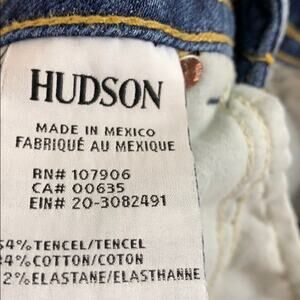 HUDSON
MADE IN MEXICO
FABRIQUÉ AU MEXIQUE
RN# 107906
CA# 00635
EIN# 20-3082491
54% TENCEL/TENCEL
4% COTTON/COTON
2% ELASTANE/ELASTHANNE